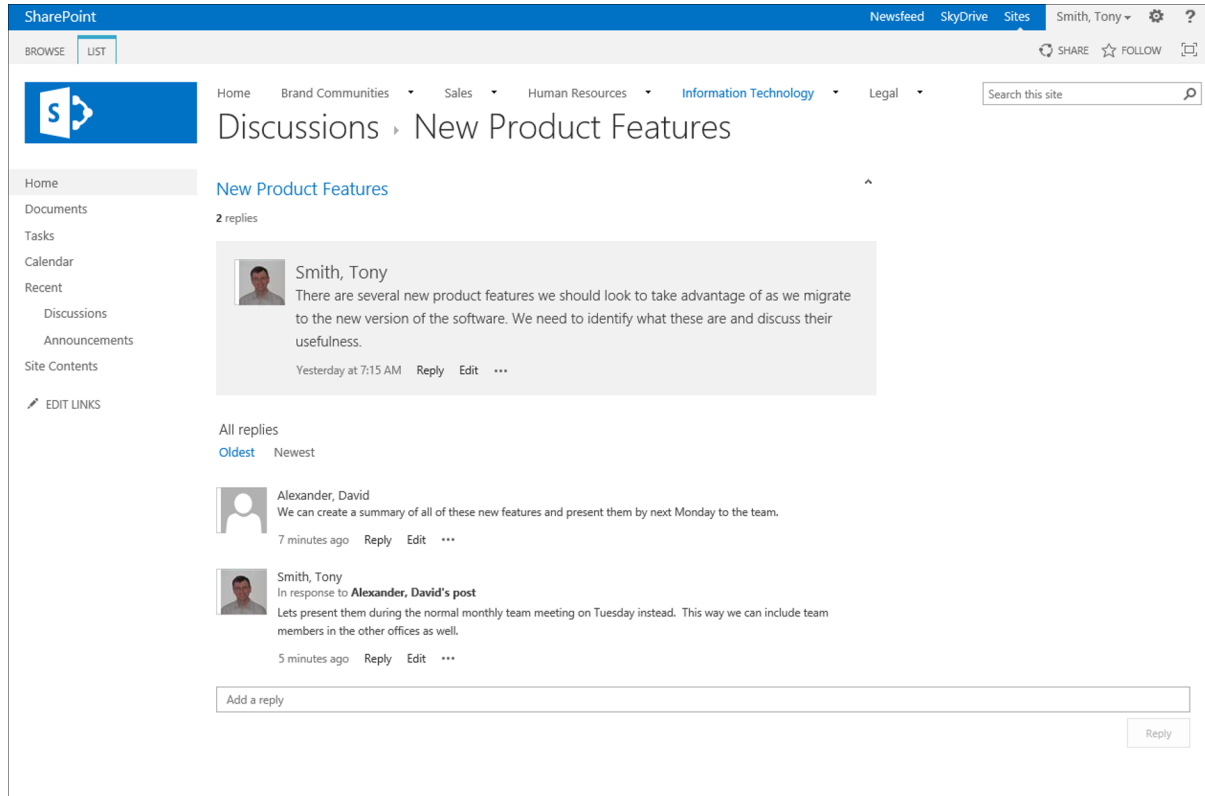 SharePoint
Newsfeed SkyDrive Sites Smith, Tony ?
BROWSE LIST
SHARE FOLLOW
S
Home Brand Communities Sales Human Resources Information Technology Legal
Search this site
Discussions New Product Features
Home
Documents
Tasks
Calendar
Recent
Discussions
Announcements
Site Contents
EDIT LINKS
New Product Features
2 replies
Smith, Tony
There are several new product features we should look to take advantage of as we migrate
to the new version of the software. We need to identify what these are and discuss their
usefulness.
Yesterday at 7:15 AM Reply Edit ···
All replies
Oldest Newest
Alexander, David
We can create a summary of all of these new features and present them by next Monday to the team.
7 minutes ago Reply Edit ···
Smith, Tony
In response to Alexander, David's post
Lets present them during the normal monthly team meeting on Tuesday instead.  This way we can include team
members in the other offices as well.
5 minutes ago Reply Edit ···
Add a reply
Reply